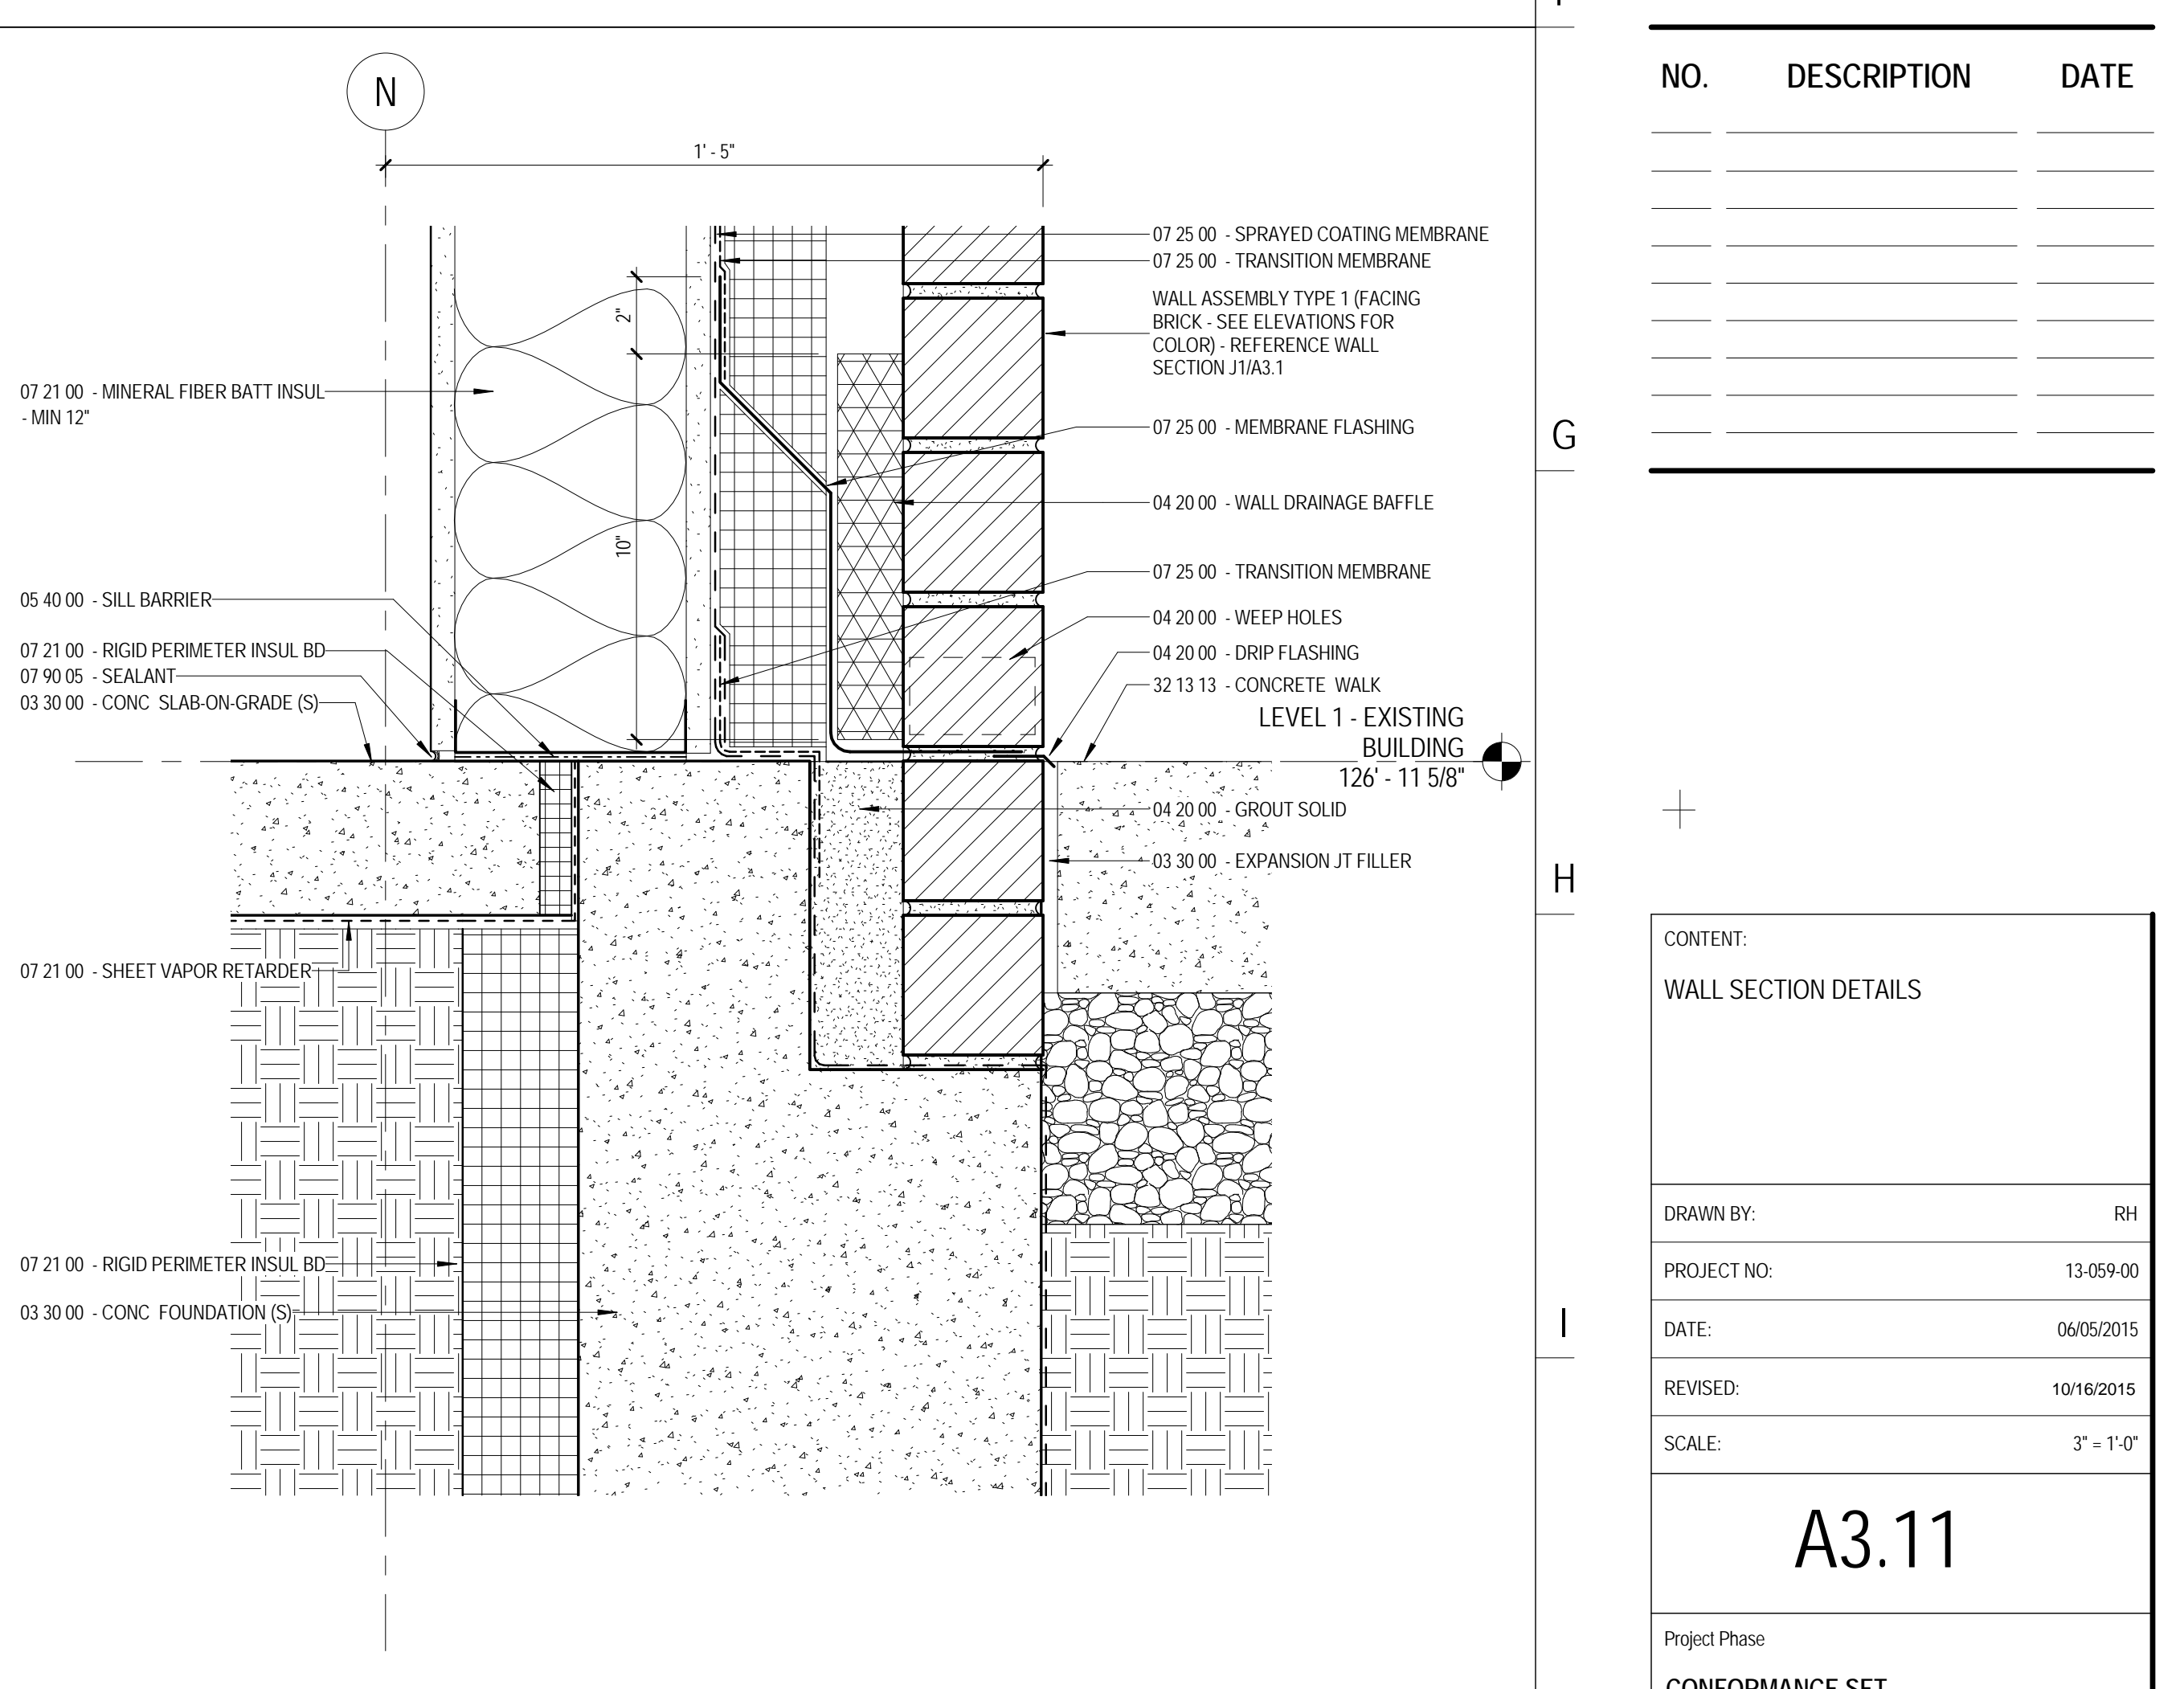 N
1' - 5"
2"
10"
07 21 00 - MINERAL FIBER BATT INSUL
- MIN 12"
05 40 00 - SILL BARRIER
07 21 00 - RIGID PERIMETER INSUL BD
07 90 05 - SEALANT
03 30 00 - CONC SLAB-ON-GRADE (S)
07 21 00 - SHEET VAPOR RETARDER
07 21 00 - RIGID PERIMETER INSUL BD
03 30 00 - CONC FOUNDATION (S)
07 25 00 - SPRAYED COATING MEMBRANE
07 25 00 - TRANSITION MEMBRANE
WALL ASSEMBLY TYPE 1 (FACING
BRICK - SEE ELEVATIONS FOR
COLOR) - REFERENCE WALL
SECTION J1/A3.1
07 25 00 - MEMBRANE FLASHING
04 20 00 - WALL DRAINAGE BAFFLE
07 25 00 - TRANSITION MEMBRANE
04 20 00 - WEEP HOLES
04 20 00 - DRIP FLASHING
32 13 13 - CONCRETE WALK
LEVEL 1 - EXISTING
BUILDING
126' - 11 5/8"
04 20 00 - GROUT SOLID
03 30 00 - EXPANSION JT FILLER
G
H
I
NO. DESCRIPTION DATE
CONTENT:
WALL SECTION DETAILS
DRAWN BY: RH
PROJECT NO: 13-059-00
DATE: 06/05/2015
REVISED: 10/16/2015
SCALE: 3" = 1'-0"
A3.11
Project Phase
CONFORMANCE SET